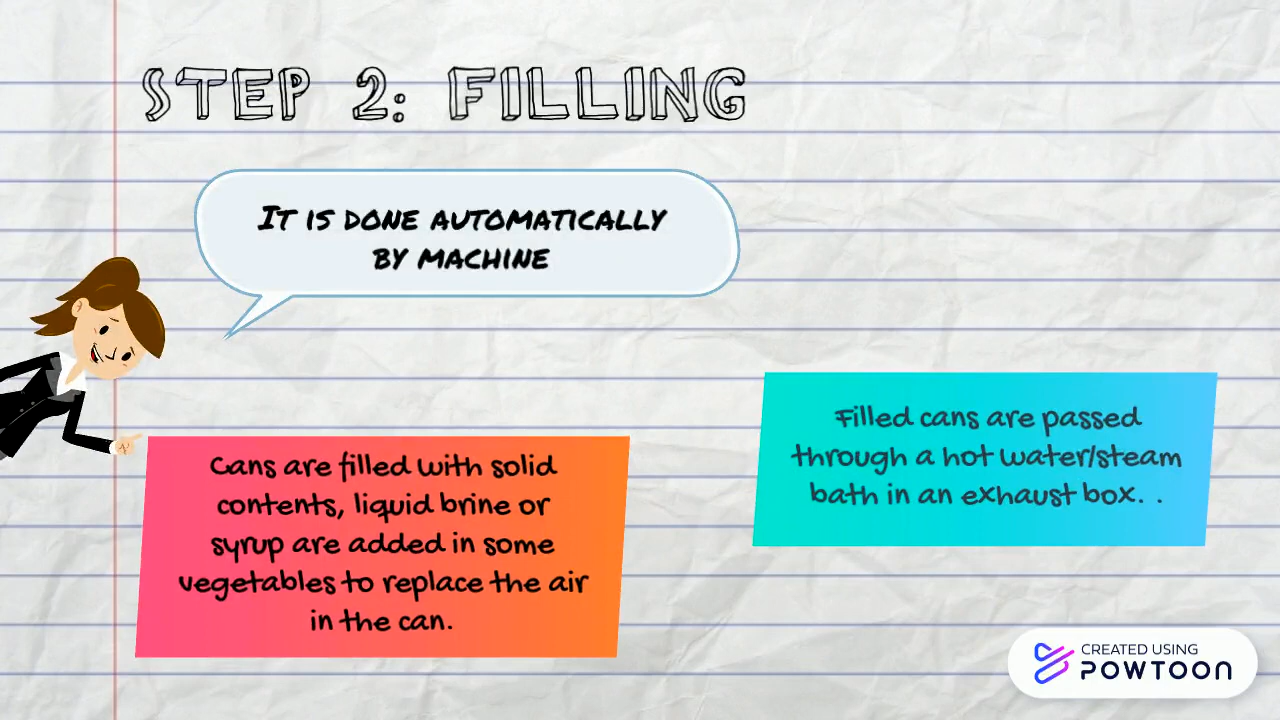 STEP 2: FILLING
IT IS DONE AUTOMATICALLY
BY MACHINE
Cans are filled with solid
contents, liquid brine or
syrup are added in some
vegetables to replace the air
in the can.
Filled cans are passed
through a hot water/steam
bath in an exhaust box. .
CREATED USING
POWTOON